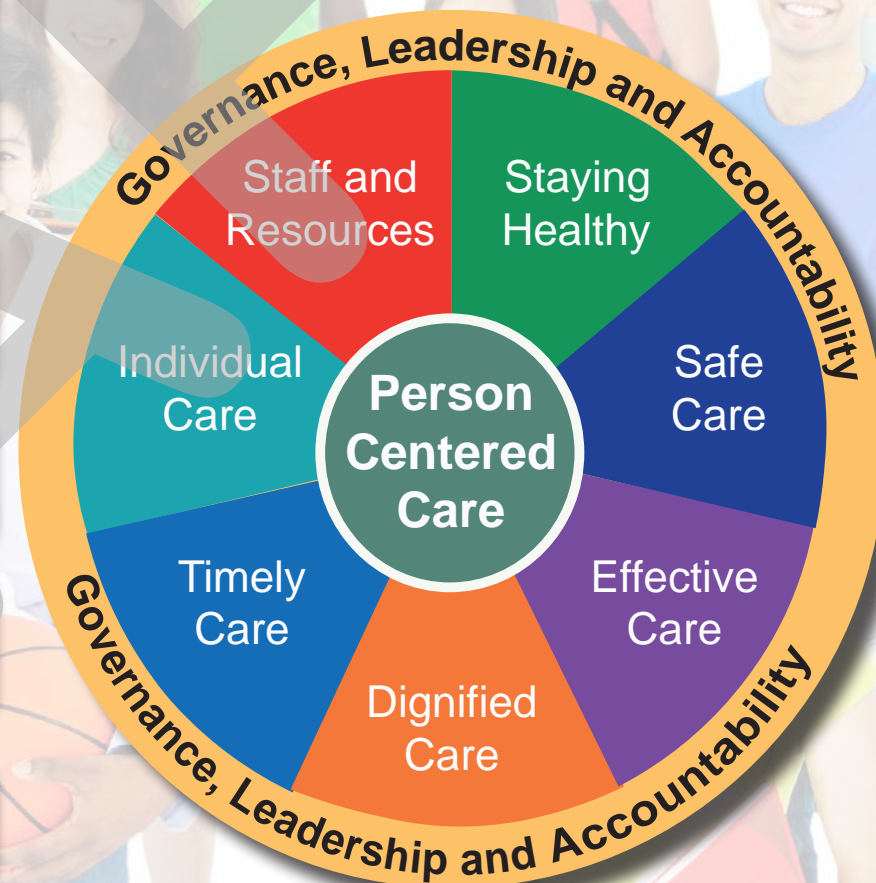 Governance, Leadership and Accountability
Staff and
Resources
Staying
Healthy
Individual
Care
Safe
Care
Person
Centered
Care
Timely
Care
Effective
Care
Dignified
Care
Governance, Leadership and Accountability